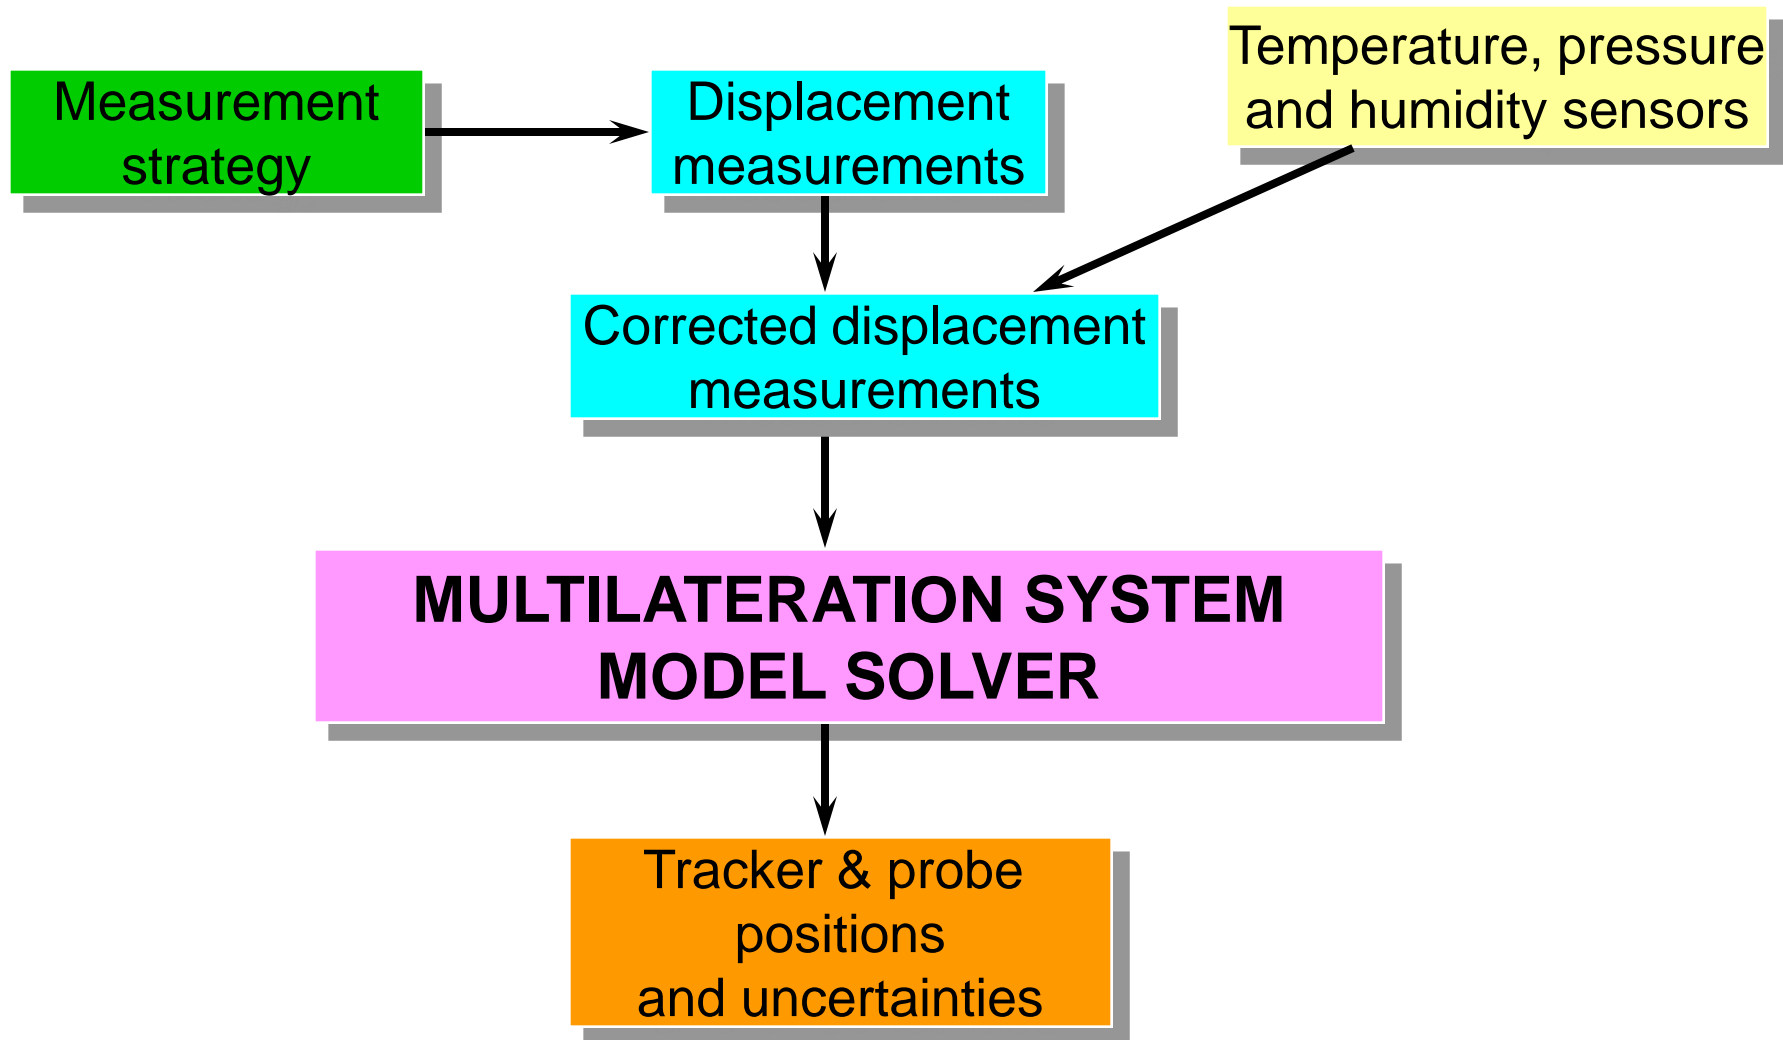 Measurement
strategy
Displacement
measurements
Temperature, pressure
and humidity sensors
Corrected displacement
measurements
MULTILATERATION SYSTEM
MODEL SOLVER
Tracker & probe
positions
and uncertainties